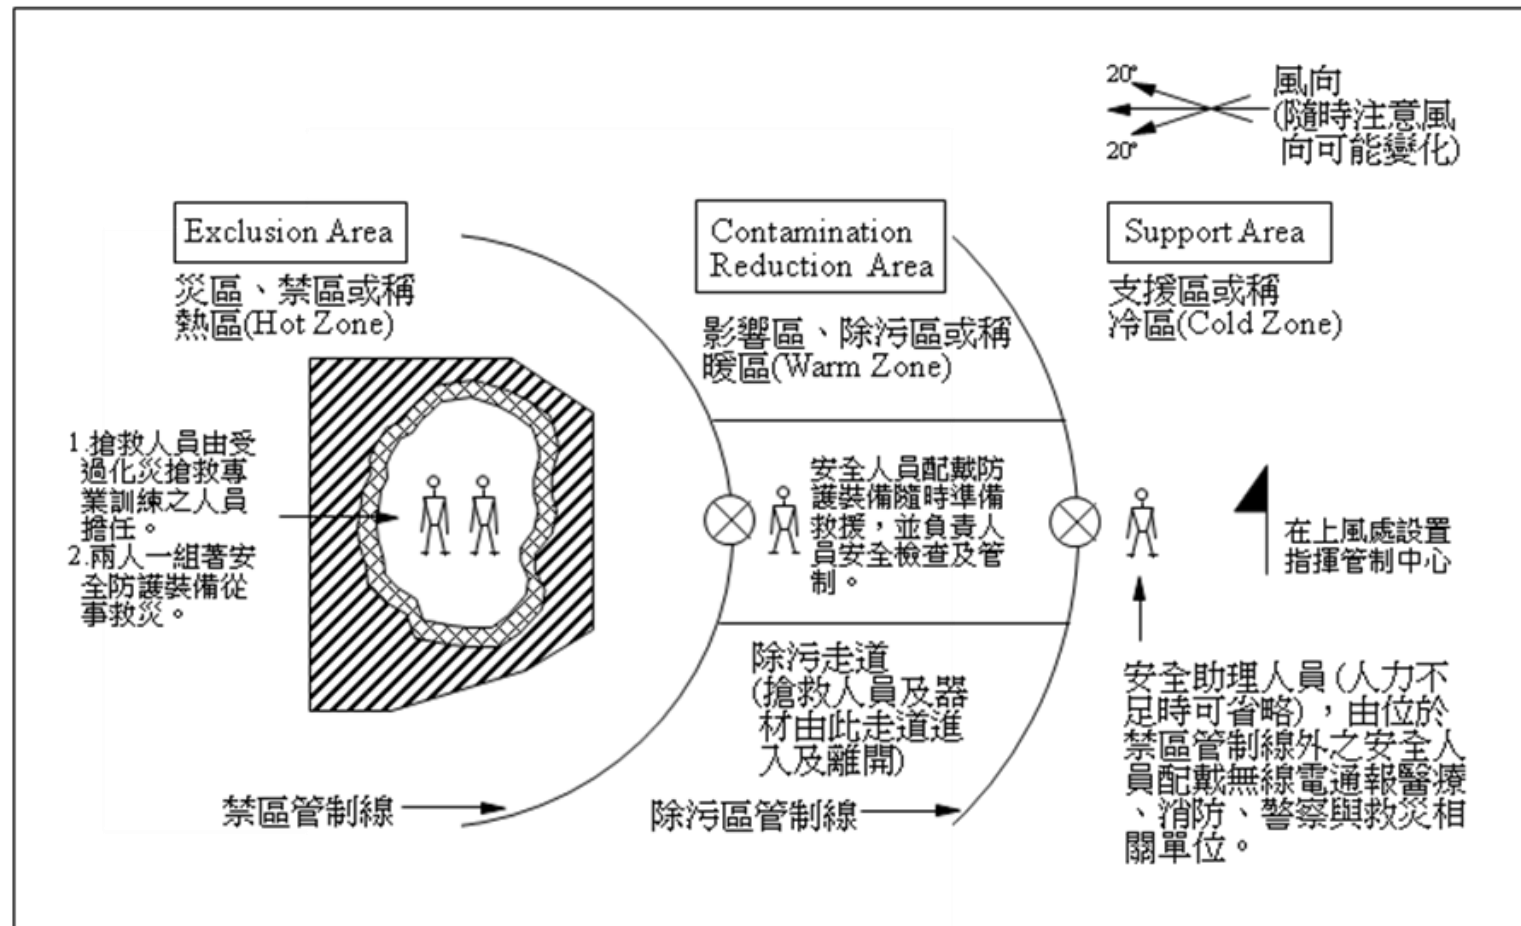 20°
風向
(隨時注意風
向可能變化)
20°
Exclusion Area
災區、禁區或稱
熱區(Hot Zone)
Contamination
Reduction Area
影響區、除污區或稱
暖區(Warm Zone)
Support Area
支援區或稱
冷區(Cold Zone)
1.搶救人員由受
過化災搶救專
業訓練之人員
擔任。
2.兩人一組著安
全防護裝備從
事救災。
安全人員配戴防
護裝備隨時準備
救援，並負責人
員安全檢查及管
制。
在上風處設置
指揮管制中心
除污走道
(搶救人員及器
材由此走道進
入及離開)
安全助理人員(人力不
足時可省略)，由位於
禁區管制線外之安全人
員配戴無線電通報醫療
、消防、警察與救災相
關單位。
禁區管制線
除污區管制線